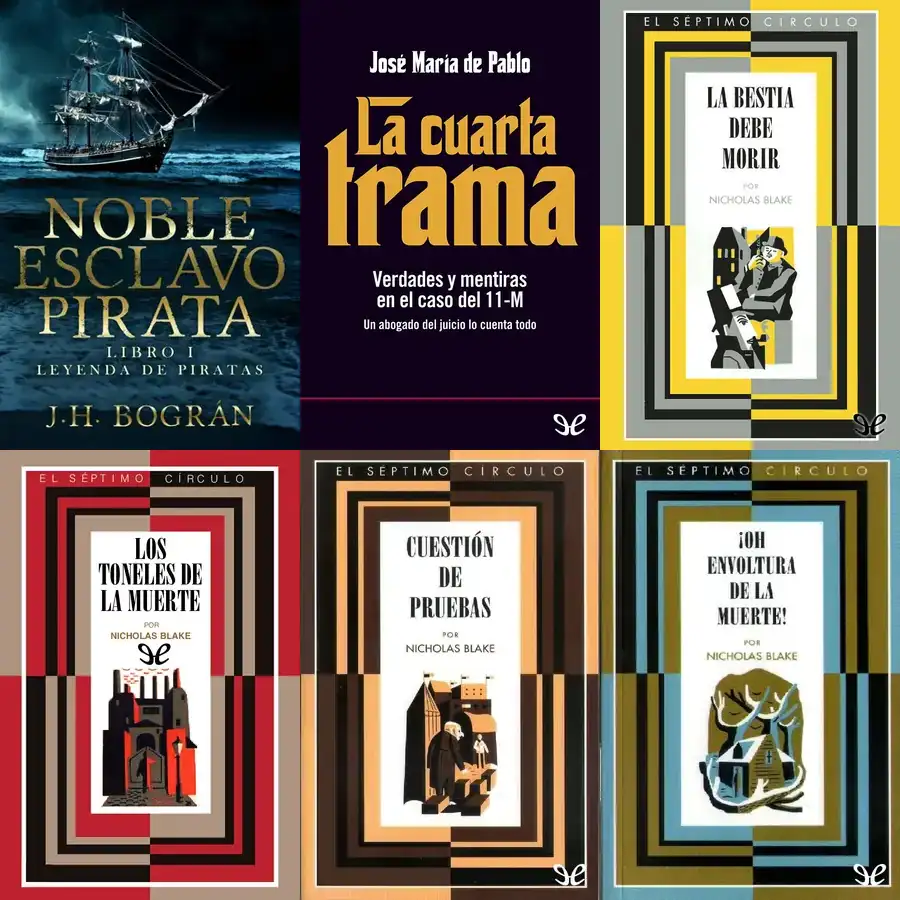 NOBLE
ESCLAVO
PIRATA
LIBRO I
LEYENDA DE PIRATAS
J.H. BOGRÁN
José María de Pablo
La cuarta
trama
Verdades y mentiras
en el caso del 11-M
Un abogado del juicio lo cuenta todo
EL SÉPTIMO CÍRCULO
LA BESTIA
DEBE
MORIR
POR
NICHOLAS BLAKE
EL SÉPTIMO CÍRCULO
LOS
TONELES DE
LA MUERTE
POR
NICHOLAS BLAKE
EL SÉPTIMO CÍRCULO
CUESTIÓN
DE
PRUEBAS
POR
NICHOLAS BLAKE
EL SÉPTIMO CÍRCULO
¡OH
ENVOLTURA
DE LA
MUERTE!
POR
NICHOLAS BLAKE